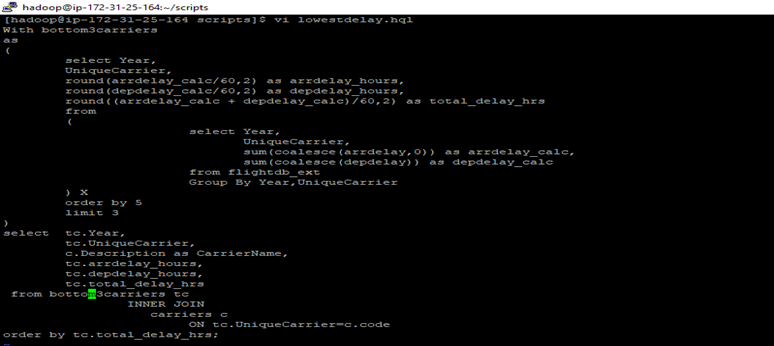 hadoop@ip-172-31-25-164:~/scripts
[hadoop@ip-172-31-25-164 scripts]$ vi lowestdelay.hql
With bottom3carriers
as
(
select Year,
UniqueCarrier,
round(arrdelay_calc/60,2) as arrdelay_hours,
round(depdelay_calc/60,2) as depdelay_hours,
round((arrdelay_calc + depdelay_calc)/60,2) as total_delay_hrs
from
(
select Year,
UniqueCarrier,
sum(coalesce(arrdelay,0)) as arrdelay_calc,
sum(coalesce(depdelay)) as depdelay_calc
from flightdb_ext
Group By Year,UniqueCarrier
) X
order by 5
limit 3
)
select tc.Year,
tc.UniqueCarrier,
c.Description as CarrierName,
tc.arrdelay_hours,
tc.depdelay_hours,
tc.total_delay_hrs
from bottom3carriers tc
INNER JOIN
carriers c
ON tc.UniqueCarrier=c.code
order by tc.total_delay_hrs;